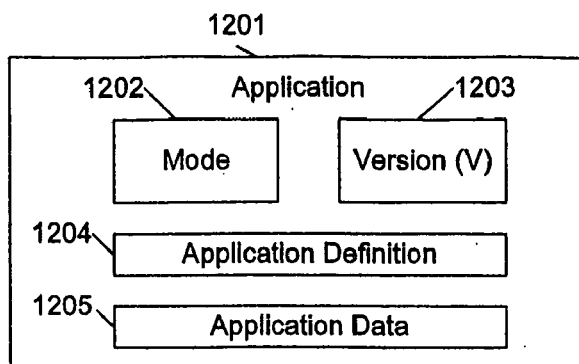 1201
1202 Application 1203
Mode Version (V)
1204
Application Definition
1205
Application Data